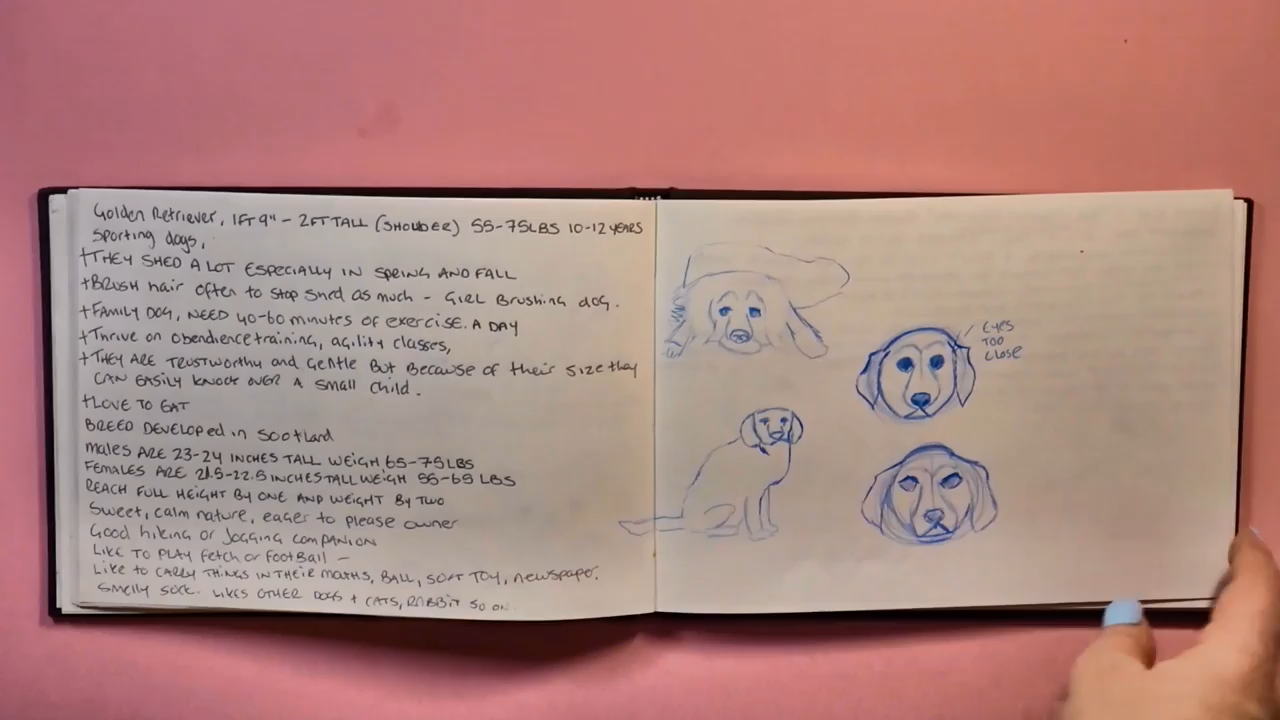 Golden Retriever, 1FT 9" - 2FT TALL (SHOULDER) 55-75LBS 10-12 YEARS
Sporting dogs,
+THEY SHED A LOT ESPECIALLY IN SPRING AND FALL
+BRUSH hair often to stop shed as much - GIRL Brushing dog.
+FAMILY DOG, NEED 40-60 minutes of exercise. A DAY
+Thrive on obendience training, agility classes,
+THEY ARE TRUSTWORTHY and Gentle But Because of their size they
CAN EASILY KNOCK OVER A small child.
+LOVE TO EAT
BREED DEVELOPED in Scotland
males ARE 23-24 INCHES TALL WEIGH 65-75LBS
FEMALES ARE 21.5-22.5 INCHES TALL WEIGH 55-65 LBS
REACH FULL HEIGHT BY ONE AND WEIGHT BY TWO
Sweet, calm nature, eager to please owner
Good hiking or Jogging companion
Like TO PLAY fetch or FOOTBALL -
Like to CARRY THINGS IN THEIR mouths, BALL, SOFT TOY, newspaper,
smelly sock. LIKES OTHER DOGS + CATS, RABBIT SO ON.
EYES
TOO
CLOSE